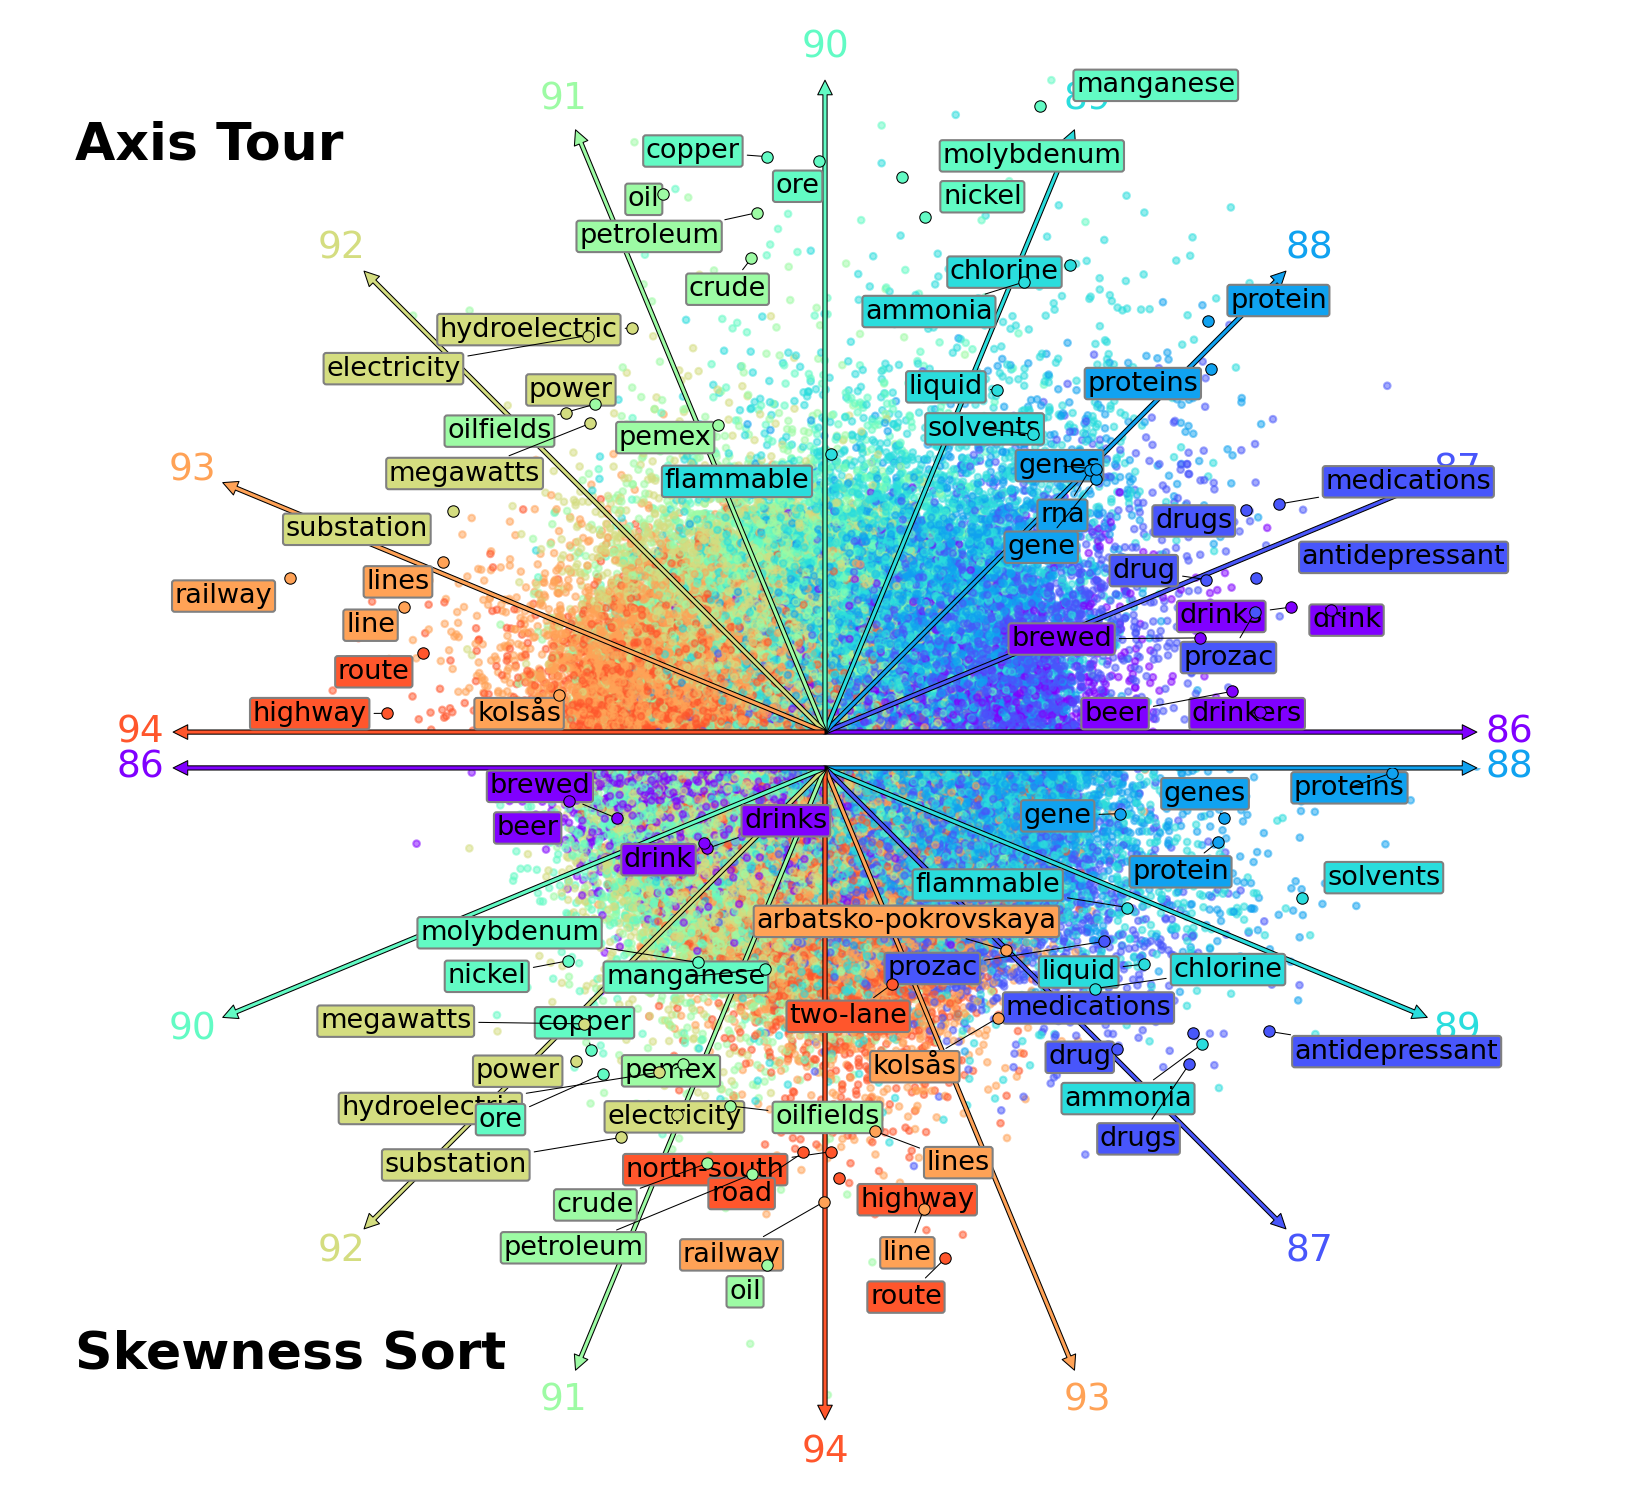 90
manganese
91
89
Axis Tour
copper
molybdenum
ore
oil
nickel
petroleum
92
88
chlorine
crude
protein
ammonia
hydroelectric
electricity
power
liquid
proteins
oilfields
pemex
solvents
93
megawatts
flammable
genes
87
medications
substation
rna
drugs
gene
antidepressant
lines
drug
railway
line
drinks
drink
brewed
route
prozac
highway
kolsås
beer
drinkers
94
86
86
88
brewed
genes
proteins
beer
drinks
gene
drink
protein
flammable
solvents
arbatsko-pokrovskaya
molybdenum
nickel
manganese
prozac
liquid
chlorine
90
megawatts
copper
two-lane
medications
89
power
pemex
kolsås
drug
antidepressant
hydroelectric
ore
electricity
oilfields
ammonia
drugs
substation
north-south
lines
crude
road
highway
92
petroleum
railway
line
87
oil
route
Skewness Sort
91
93
94